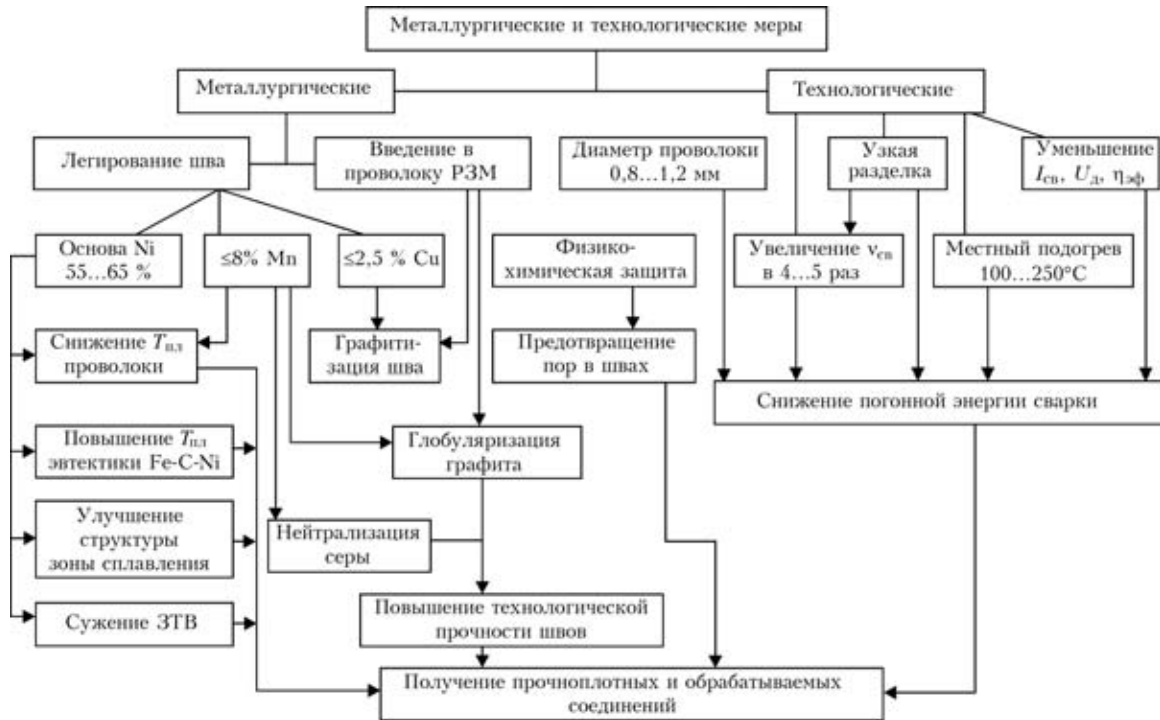 Металлургические и технологические меры
Металлургические
Технологические
Легирование шва
Введение в
проволоку РЗМ
Диаметр проволоки
0,8...1,2 мм
Узкая
разделка
Уменьшение
Iсв, Uд, ηэф
Основа Ni
55...65 %
≤8% Mn
≤2,5 % Cu
Физико-
химическая защита
Увеличение vсв
в 4...5 раз
Местный подогрев
100...250°С
Снижение Tпл
проволоки
Графити-
зация шва
Предотвращение
пор в швах
Снижение погонной энергии сварки
Повышение Tпл
эвтектики Fe-C-Ni
Глобуляризация
графита
Улучшение
структуры
зоны сплавления
Нейтрализация
серы
Сужение ЗТВ
Повышение технологической
прочности швов
Получение прочноплотных и обрабатываемых
соединений